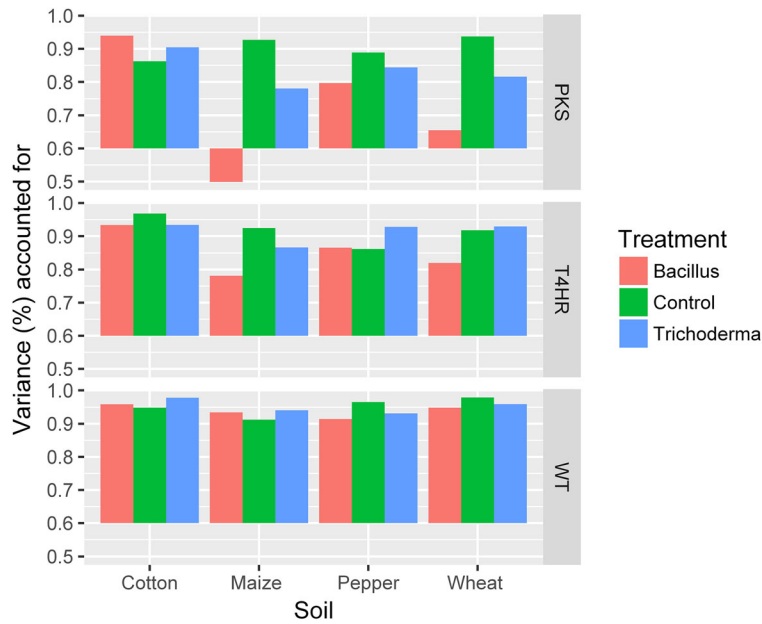 1.0
0.9
0.8
0.7
0.6
0.5
PKS
1.0
0.9
0.8
0.7
0.6
0.5
T4HR
1.0
0.9
0.8
0.7
0.6
0.5
WT
Variance (%) accounted for
Cotton Maize Pepper Wheat
Soil
Treatment
Bacillus
Control
Trichoderma